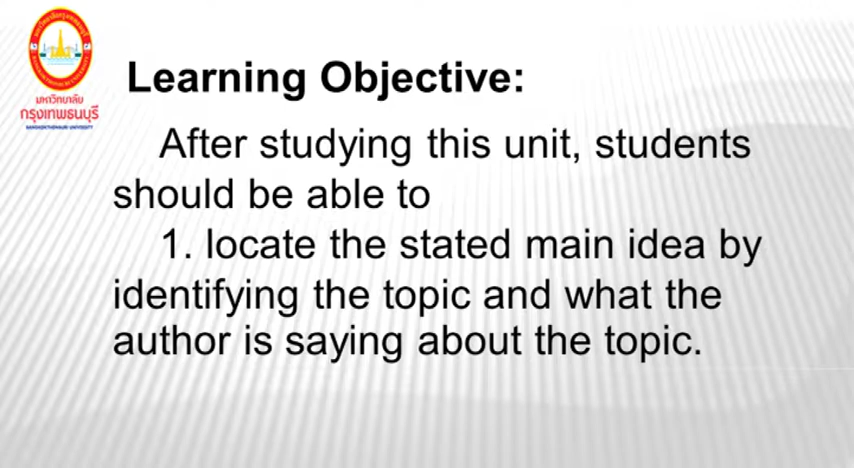 มหาวิทยาลัย
กรุงเทพธนบุรี
BANGKOKTHONBURI UNIVERSITY
Learning Objective:
After studying this unit, students
should be able to
1. locate the stated main idea by
identifying the topic and what the
author is saying about the topic.